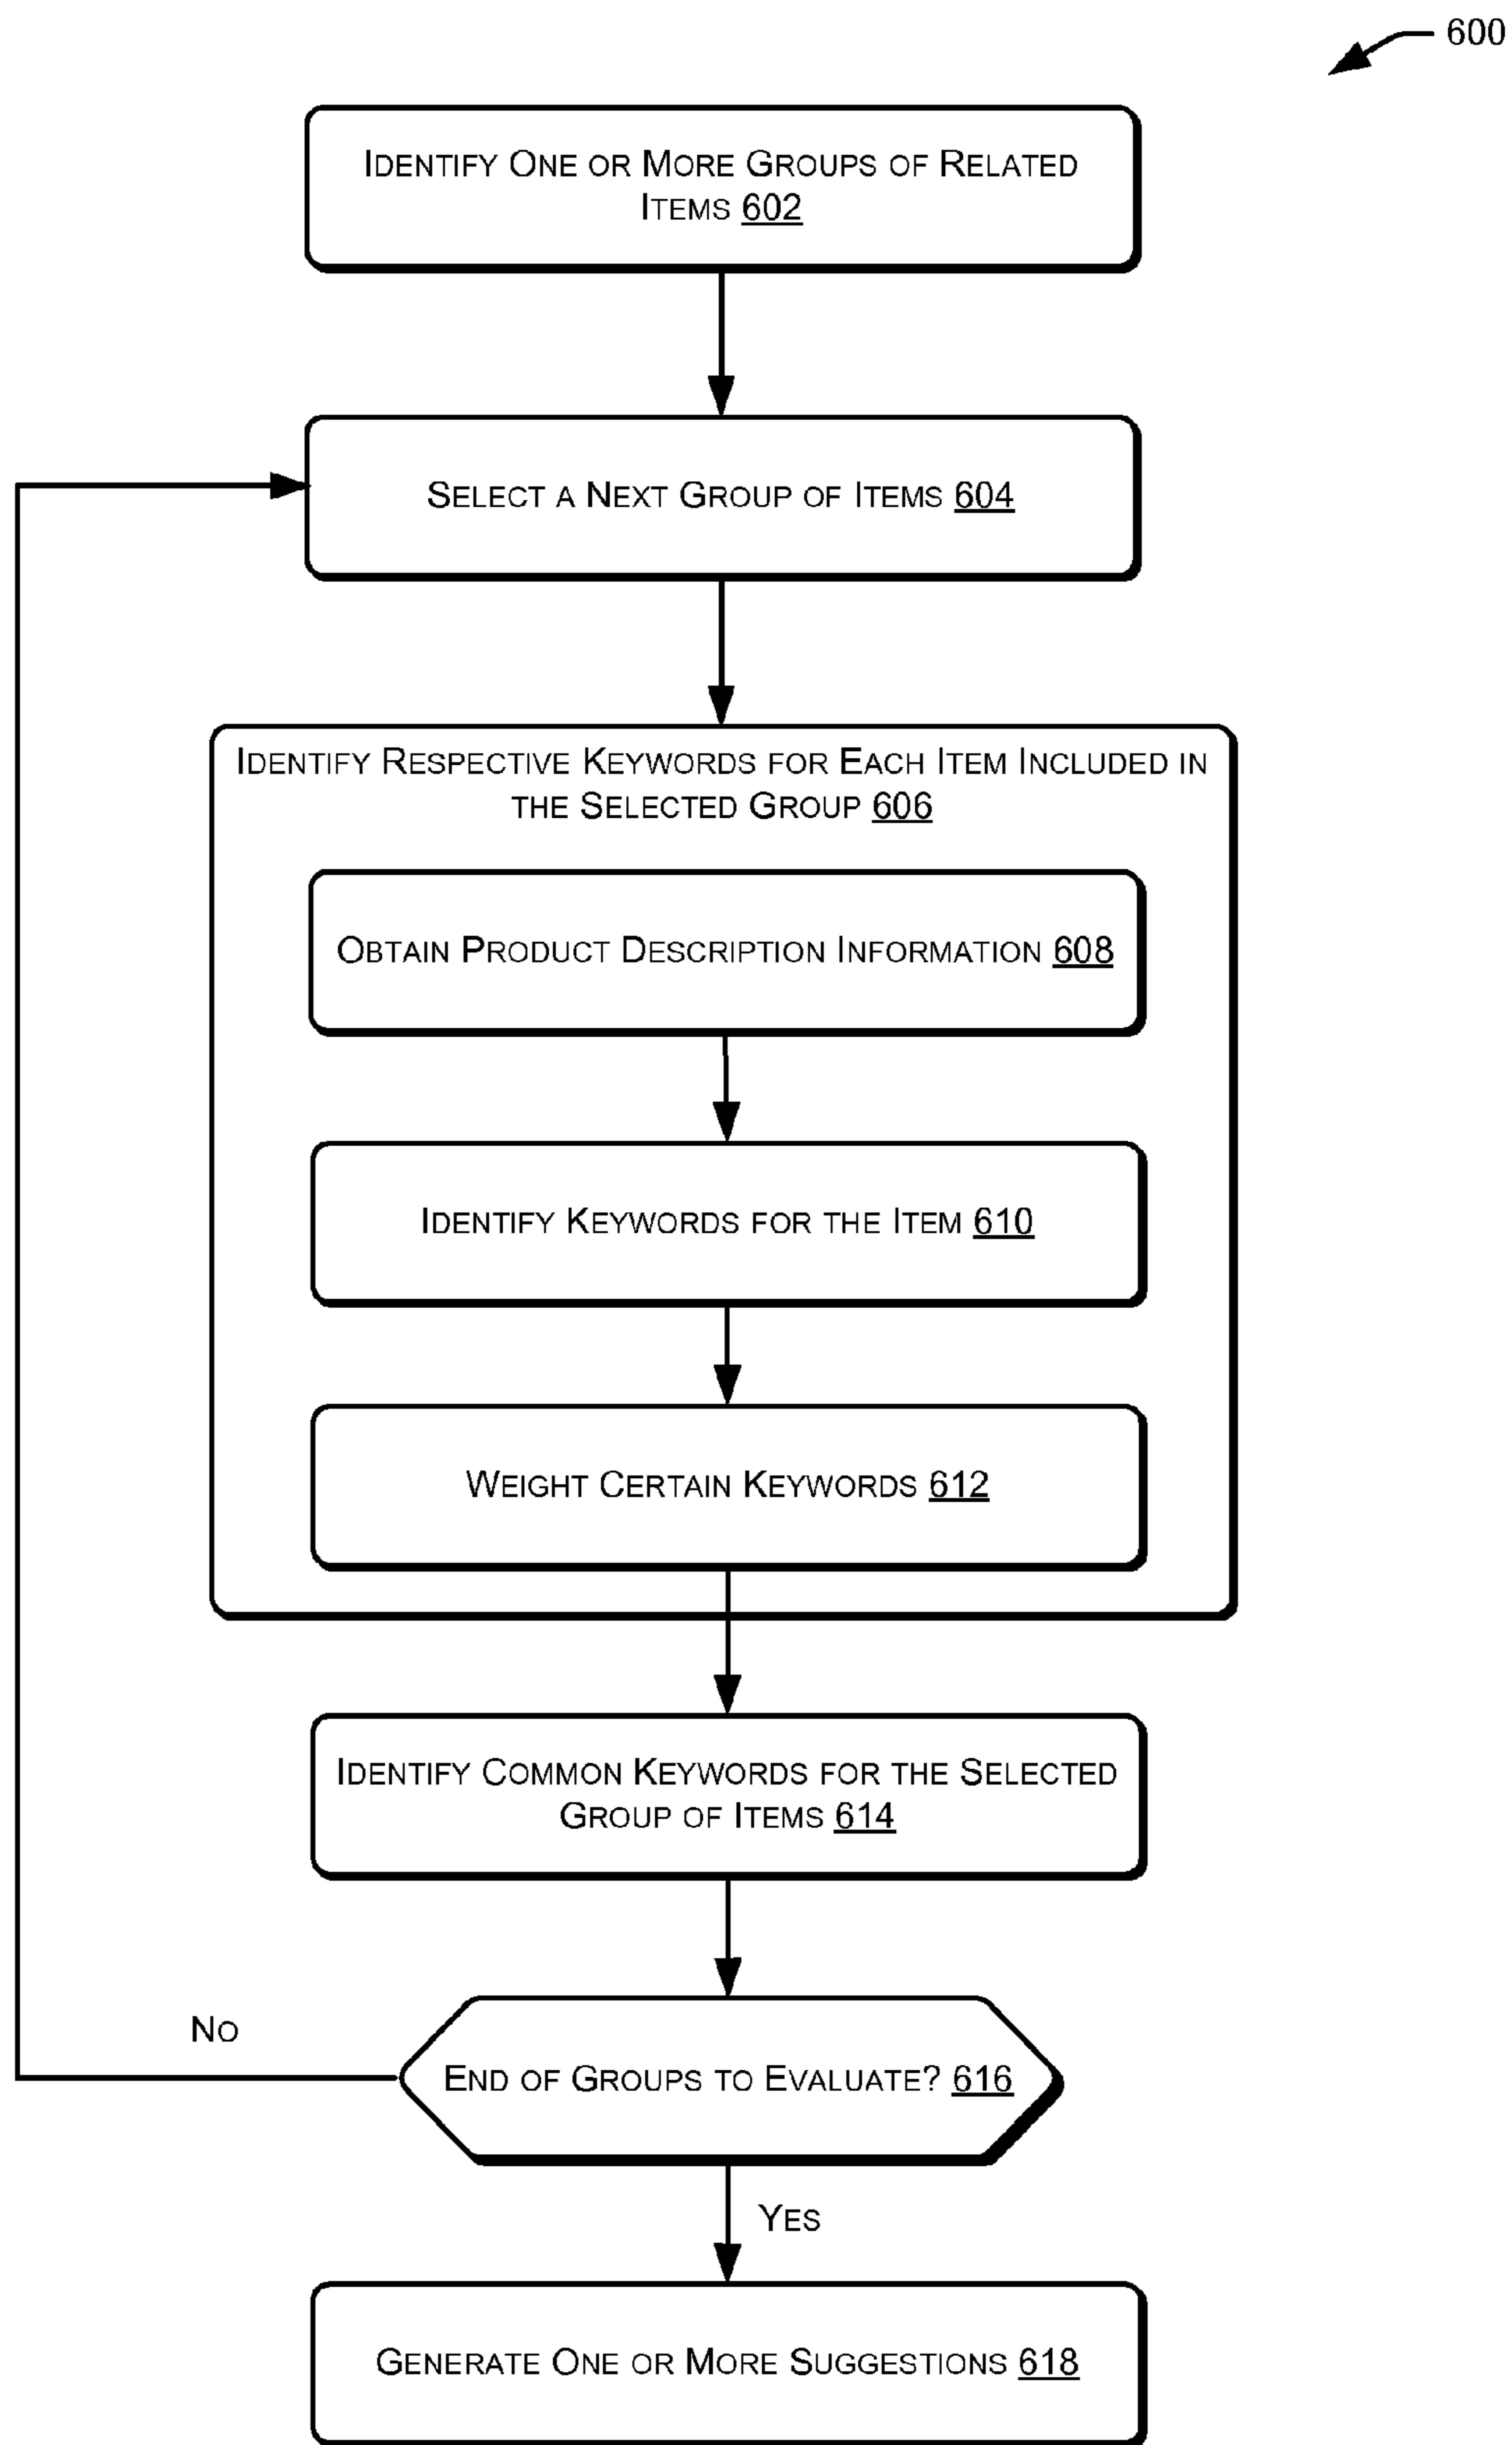 600
IDENTIFY ONE OR MORE GROUPS OF RELATED
ITEMS 602
SELECT A NEXT GROUP OF ITEMS 604
IDENTIFY RESPECTIVE KEYWORDS FOR EACH ITEM INCLUDED IN
THE SELECTED GROUP 606
OBTAIN PRODUCT DESCRIPTION INFORMATION 608
IDENTIFY KEYWORDS FOR THE ITEM 610
WEIGHT CERTAIN KEYWORDS 612
IDENTIFY COMMON KEYWORDS FOR THE SELECTED
GROUP OF ITEMS 614
NO
END OF GROUPS TO EVALUATE? 616
YES
GENERATE ONE OR MORE SUGGESTIONS 618